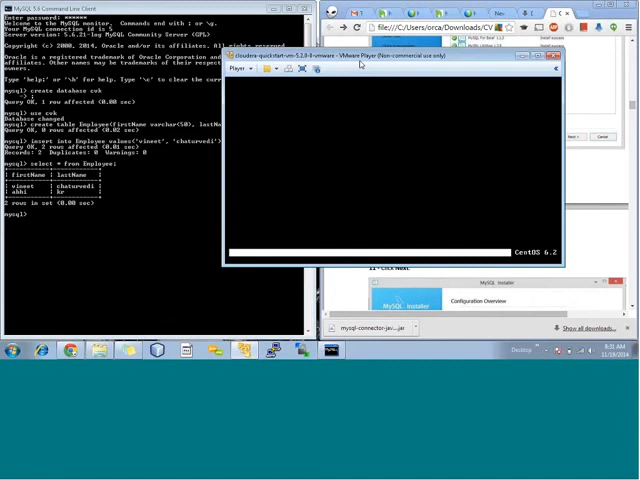 MySQL 5.6 Command Line Client
Enter password: ******
Welcome to the MySQL monitor.  Commands end with ; or \g.
Your MySQL connection id is 5
Server version: 5.6.21-log MySQL Community Server (GPL)
Copyright (c) 2000, 2014, Oracle and/or its affiliates. All rights reserved.
Oracle is a registered trademark of Oracle Corporation
affiliates. Other names may be trademarks of their respect
owners.
Type 'help;' or '\h' for help. Type '\c' to clear the curr
mysql> create database cvk
-> ;
Query OK, 1 row affected (0.00 sec)
mysql> use cvk
Database changed
mysql> create table Employee(firstName varchar(50), lastNa
Query OK, 0 rows affected (0.02 sec)
mysql> insert into Employee values('vineet', 'chaturvedi')
Query OK, 2 rows affected (0.01 sec)
Records: 2  Duplicates: 0  Warnings: 0
mysql> select * from Employee;
| firstName | lastName |
| vineet | chaturvedi |
| abhi | kr |
2 rows in set (0.00 sec)
mysql>
cloudera-quickstart-vm-5.2.0-0-vmware - VMware Player (Non-commercial use only)
Player
CentOS 6.2
file:///C:/Users/orca/Downloads/CV
Next >
Cancel
11 - Click Next.
MySQL Installer
MySQL Installer
Configuration Overview
mysql-connector-jav....jar
Show all downloads...
Desktop
8:31 AM
11/19/2014